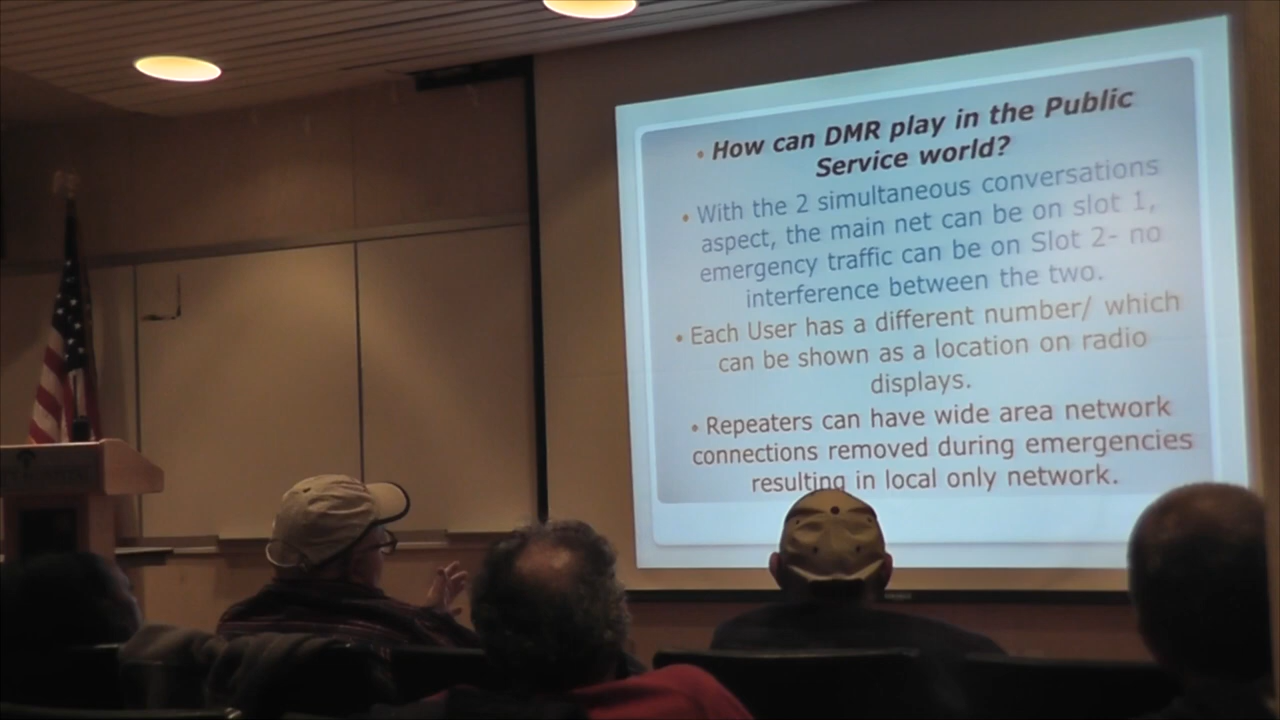 • How can DMR play in the Public
Service world?
• With the 2 simultaneous conversations
aspect, the main net can be on slot 1,
emergency traffic can be on Slot 2- no
interference between the two.
• Each User has a different number/ which
can be shown as a location on radio
displays.
• Repeaters can have wide area network
connections removed during emergencies
resulting in local only network.